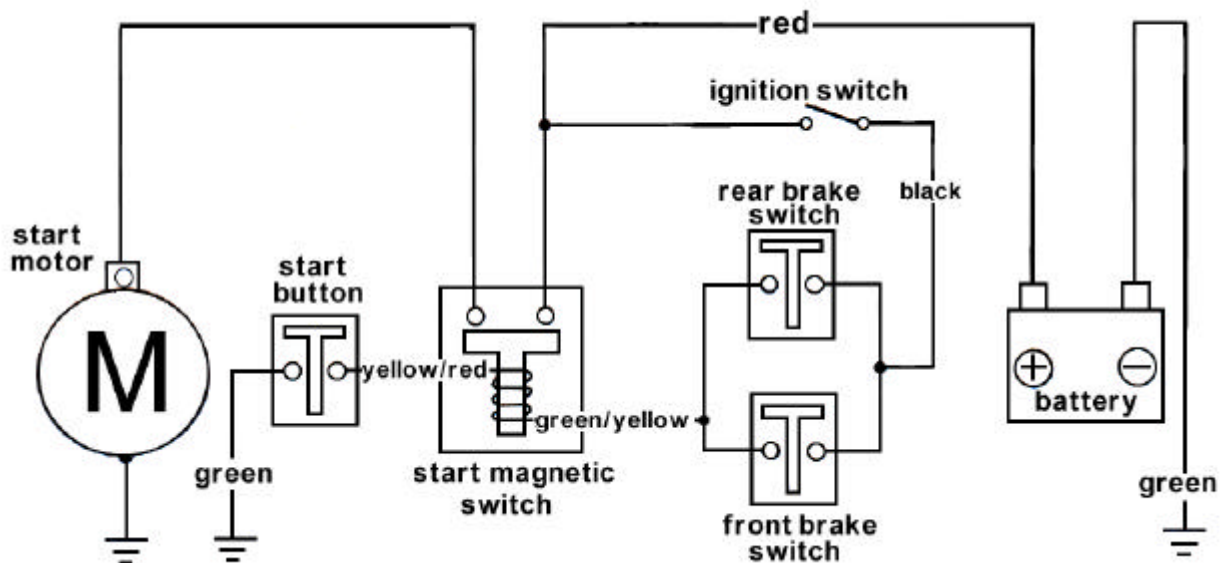 red
ignition switch
black
rear brake
switch
start
motor
start
button
M
yellow/red
green/yellow
+
−
battery
green
start magnetic
switch
front brake
switch
green